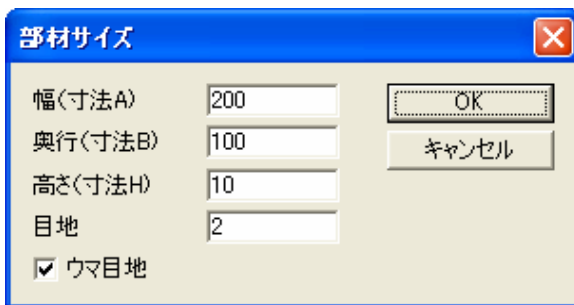 部材サイズ
幅(寸法A) 200 OK
奥行(寸法B) 100 キャンセル
高さ(寸法H) 10
目地 2
ウマ目地